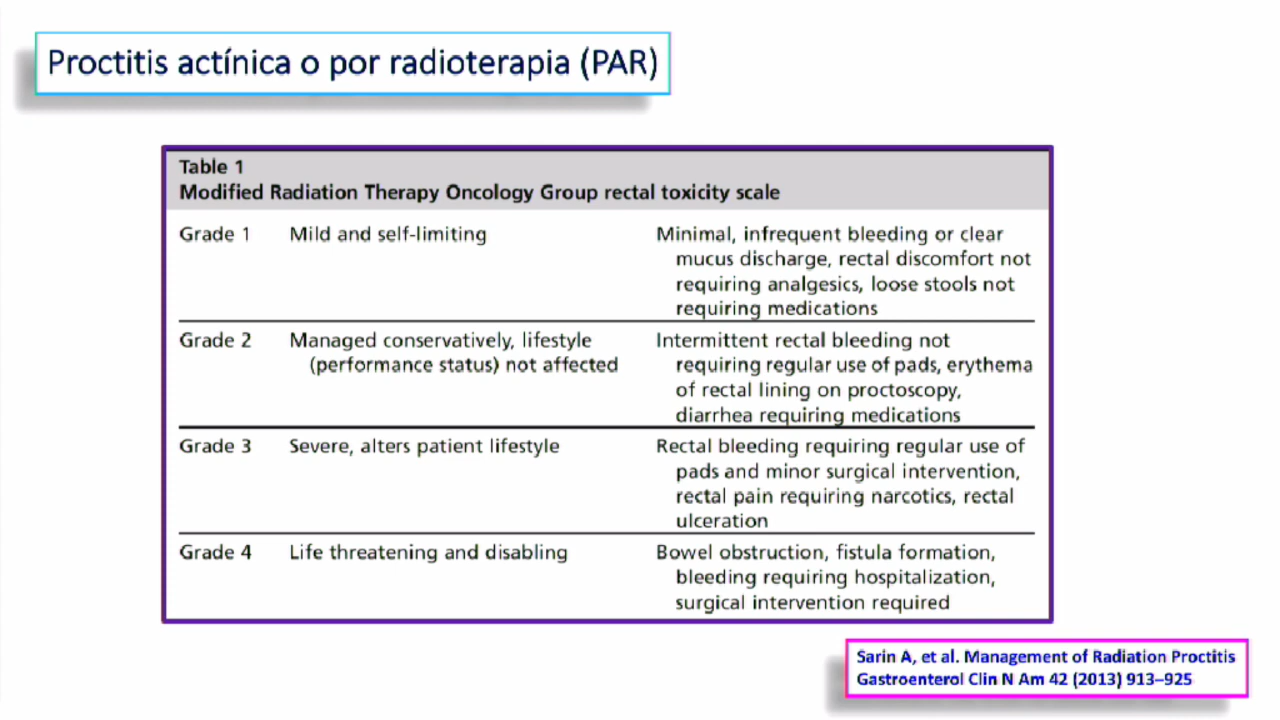 Proctitis actínica o por radioterapia (PAR)
Table 1
Modified Radiation Therapy Oncology Group rectal toxicity scale
Grade 1 Mild and self-limiting Minimal, infrequent bleeding or clear
mucus discharge, rectal discomfort not
requiring analgesics, loose stools not
requiring medications
Grade 2 Managed conservatively, lifestyle Intermittent rectal bleeding not
(performance status) not affected requiring regular use of pads, erythema
of rectal lining on proctoscopy,
diarrhea requiring medications
Grade 3 Severe, alters patient lifestyle Rectal bleeding requiring regular use of
pads and minor surgical intervention,
rectal pain requiring narcotics, rectal
ulceration
Grade 4 Life threatening and disabling Bowel obstruction, fistula formation,
bleeding requiring hospitalization,
surgical intervention required
Sarin A, et al. Management of Radiation Proctitis
Gastroenterol Clin N Am 42 (2013) 913–925